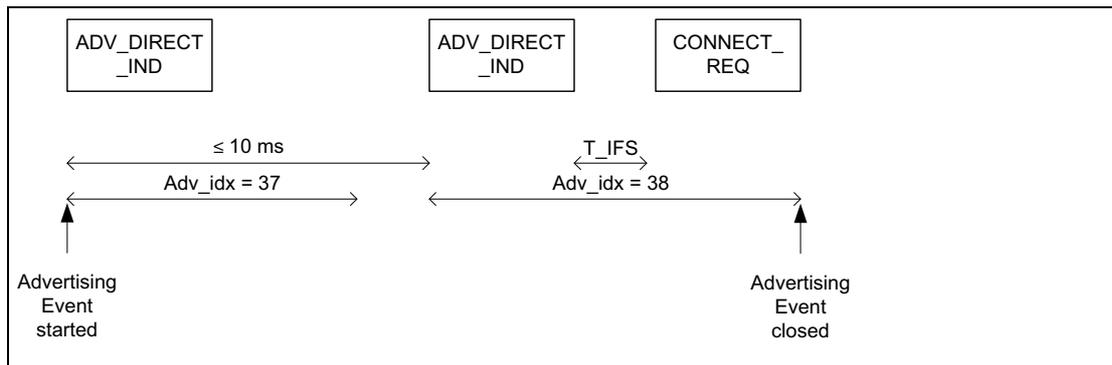 ADV_DIRECT
_IND
ADV_DIRECT
_IND
CONNECT_
REQ
≤ 10 ms
T_IFS
Adv_idx = 37
Adv_idx = 38
Advertising
Event
started
Advertising
Event
closed